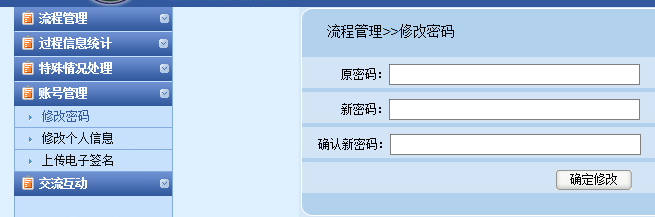 流程管理
过程信息统计
特殊情况处理
账号管理
修改密码
修改个人信息
上传电子签名
交流互动
流程管理>>修改密码
原密码：
新密码：
确认新密码：
确定修改